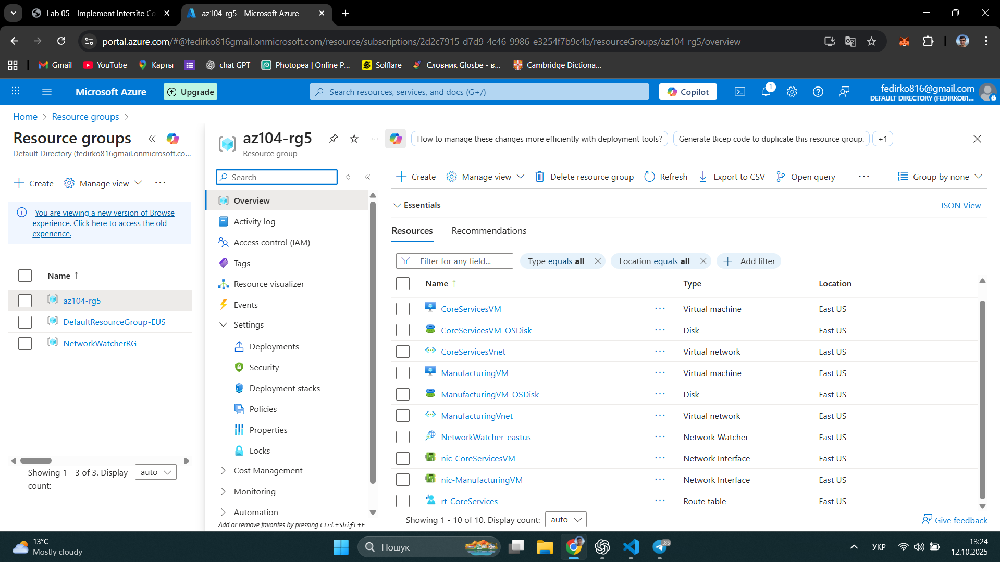 Lab 05 - Implement Intersite Co
az104-rg5 - Microsoft Azure
portal.azure.com/#@fedirko816gmail.onmicrosoft.com/resource/subscriptions/2d2c7915-d7d9-4c46-9986-e3254f7b9c4b/resourceGroups/az104-rg5/overview
Gmail
YouTube
Карты
chat GPT
Photopea | Online P...
Solflare
Словник Glosbe - в...
Cambridge Dictiona...
Microsoft Azure
Upgrade
Search resources, services, and docs (G+/)
Copilot
1
fedirko816@gmail.com
DEFAULT DIRECTORY (FEDIRKO81...
Home
Resource groups
Resource groups
Default Directory (fedirko816gmail.onmicrosoft.co...
Create
Manage view
You are viewing a new version of Browse
experience. Click here to access the old
experience.
Name ↑
az104-rg5
DefaultResourceGroup-EUS
NetworkWatcherRG
Showing 1 - 3 of 3. Display
count:
auto
az104-rg5
Resource group
How to manage these changes more efficiently with deployment tools?
Generate Bicep code to duplicate this resource group.
+1
Search
Overview
Activity log
Access control (IAM)
Tags
Resource visualizer
Events
Settings
Deployments
Security
Deployment stacks
Policies
Properties
Locks
Cost Management
Monitoring
Automation
Add or remove favorites by pressing Ctrl+Shift+F
Create
Manage view
Delete resource group
Refresh
Export to CSV
Open query
Group by none
Essentials
JSON View
Resources
Recommendations
Filter for any field...
Type equals all
Location equals all
Add filter
Name ↑ Type Location
CoreServicesVM ... Virtual machine East US
CoreServicesVM_OSDisk ... Disk East US
CoreServicesVnet ... Virtual network East US
ManufacturingVM ... Virtual machine East US
ManufacturingVM_OSDisk ... Disk East US
ManufacturingVnet ... Virtual network East US
NetworkWatcher_eastus ... Network Watcher East US
nic-CoreServicesVM ... Network Interface East US
nic-ManufacturingVM ... Network Interface East US
rt-CoreServices ... Route table East US
Showing 1 - 10 of 10. Display count:
auto
Give feedback
13°C
Mostly cloudy
Пошук
85
УКР
13:24
12.10.2025